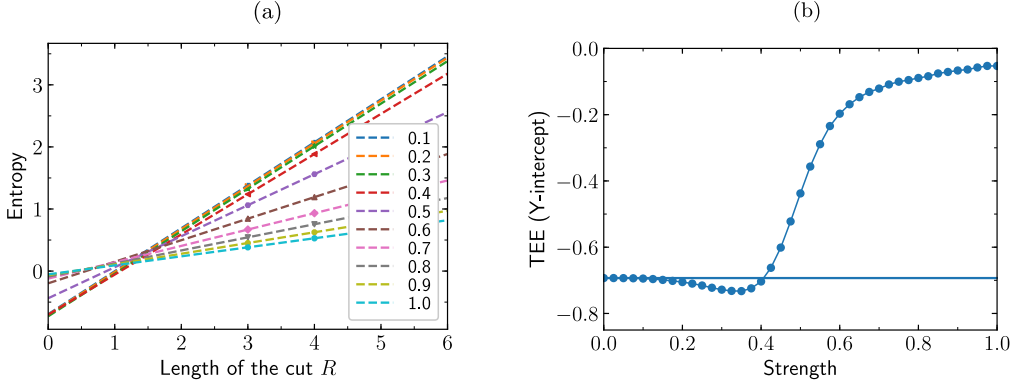 (a)
Entropy
3
2
1
0
0 1 2 3 4 5 6
Length of the cut R
0.1
0.2
0.3
0.4
0.5
0.6
0.7
0.8
0.9
1.0
(b)
TEE (Y-intercept)
0.0
−0.2
−0.4
−0.6
−0.8
0.0 0.2 0.4 0.6 0.8 1.0
Strength